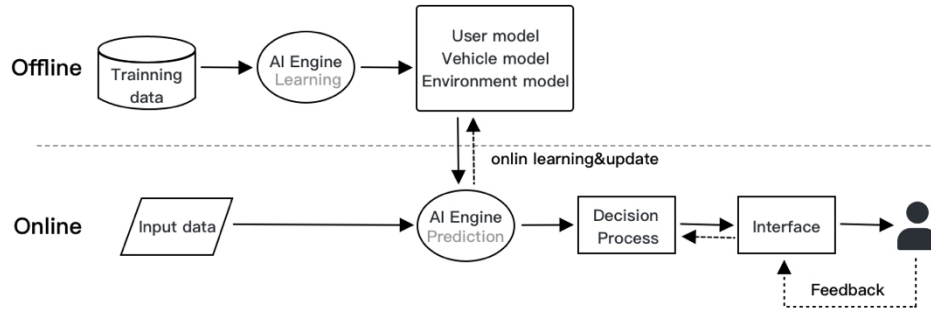 Offline
Trainning
data
AI Engine
Learning
User model
Vehicle model
Environment model
onlin learning&update
Online
Input data
AI Engine
Prediction
Decision
Process
Interface
Feedback